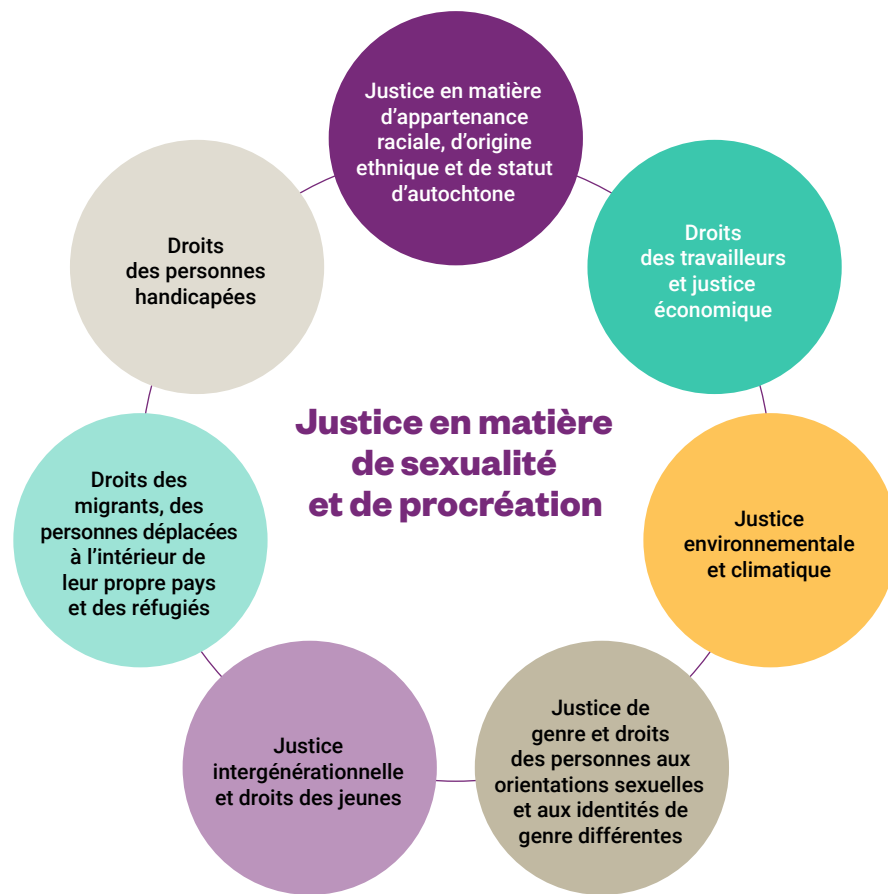 Justice en matière
d’appartenance
raciale, d’origine
ethnique et de statut
d’autochtone
Droits
des personnes
handicapées
Droits
des travailleurs
et justice
économique
Justice en matière
de sexualité
et de procréation
Droits des
migrants, des
personnes déplacées
à l’intérieur de
leur propre pays
et des réfugiés
Justice
environnementale
et climatique
Justice
intergénérationnelle
et droits des jeunes
Justice de
genre et droits
des personnes aux
orientations sexuelles
et aux identités de
genre différentes